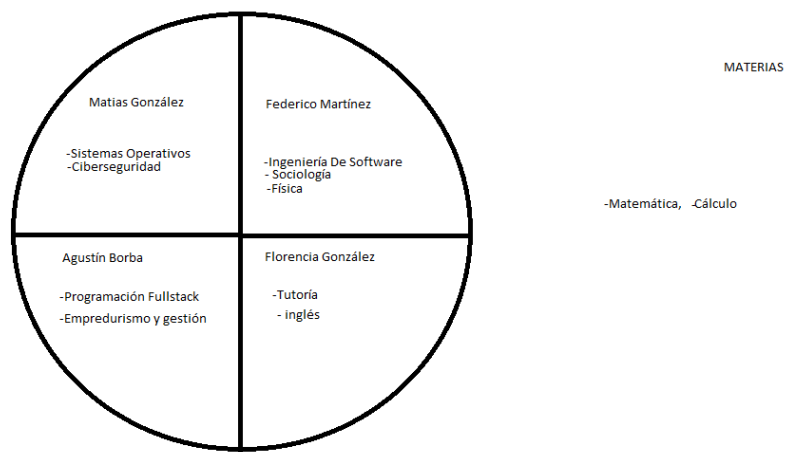 MATERIAS
Matias González
-Sistemas Operativos
-Ciberseguridad
Federico Martínez
-Ingeniería De Software
- Sociología
-Física
-Matemática, -Cálculo
Agustín Borba
-Programación Fullstack
-Empredurismo y gestión
Florencia González
-Tutoría
- inglés